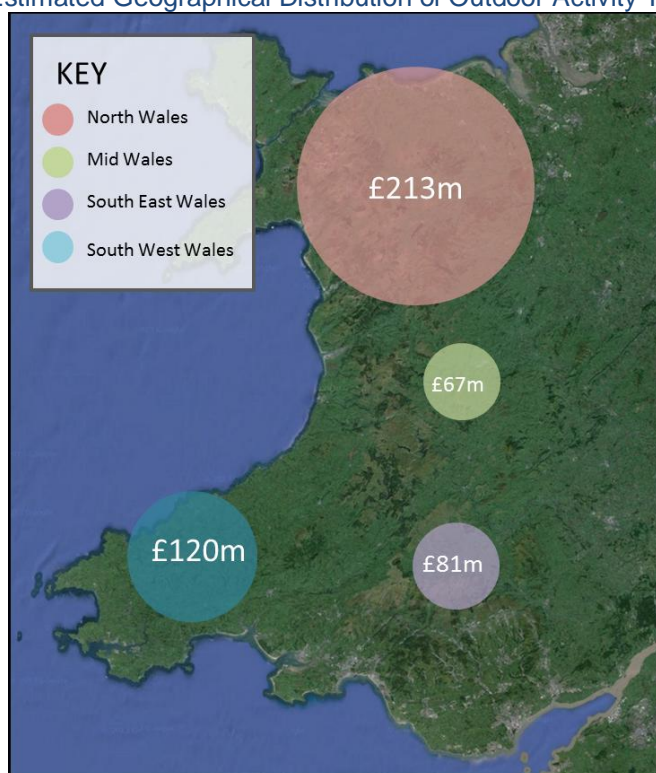 Estimated Geographical Distribution of Outdoor Activity
KEY
North Wales
Mid Wales
South East Wales
South West Wales
£213m
£67m
£120m
£81m